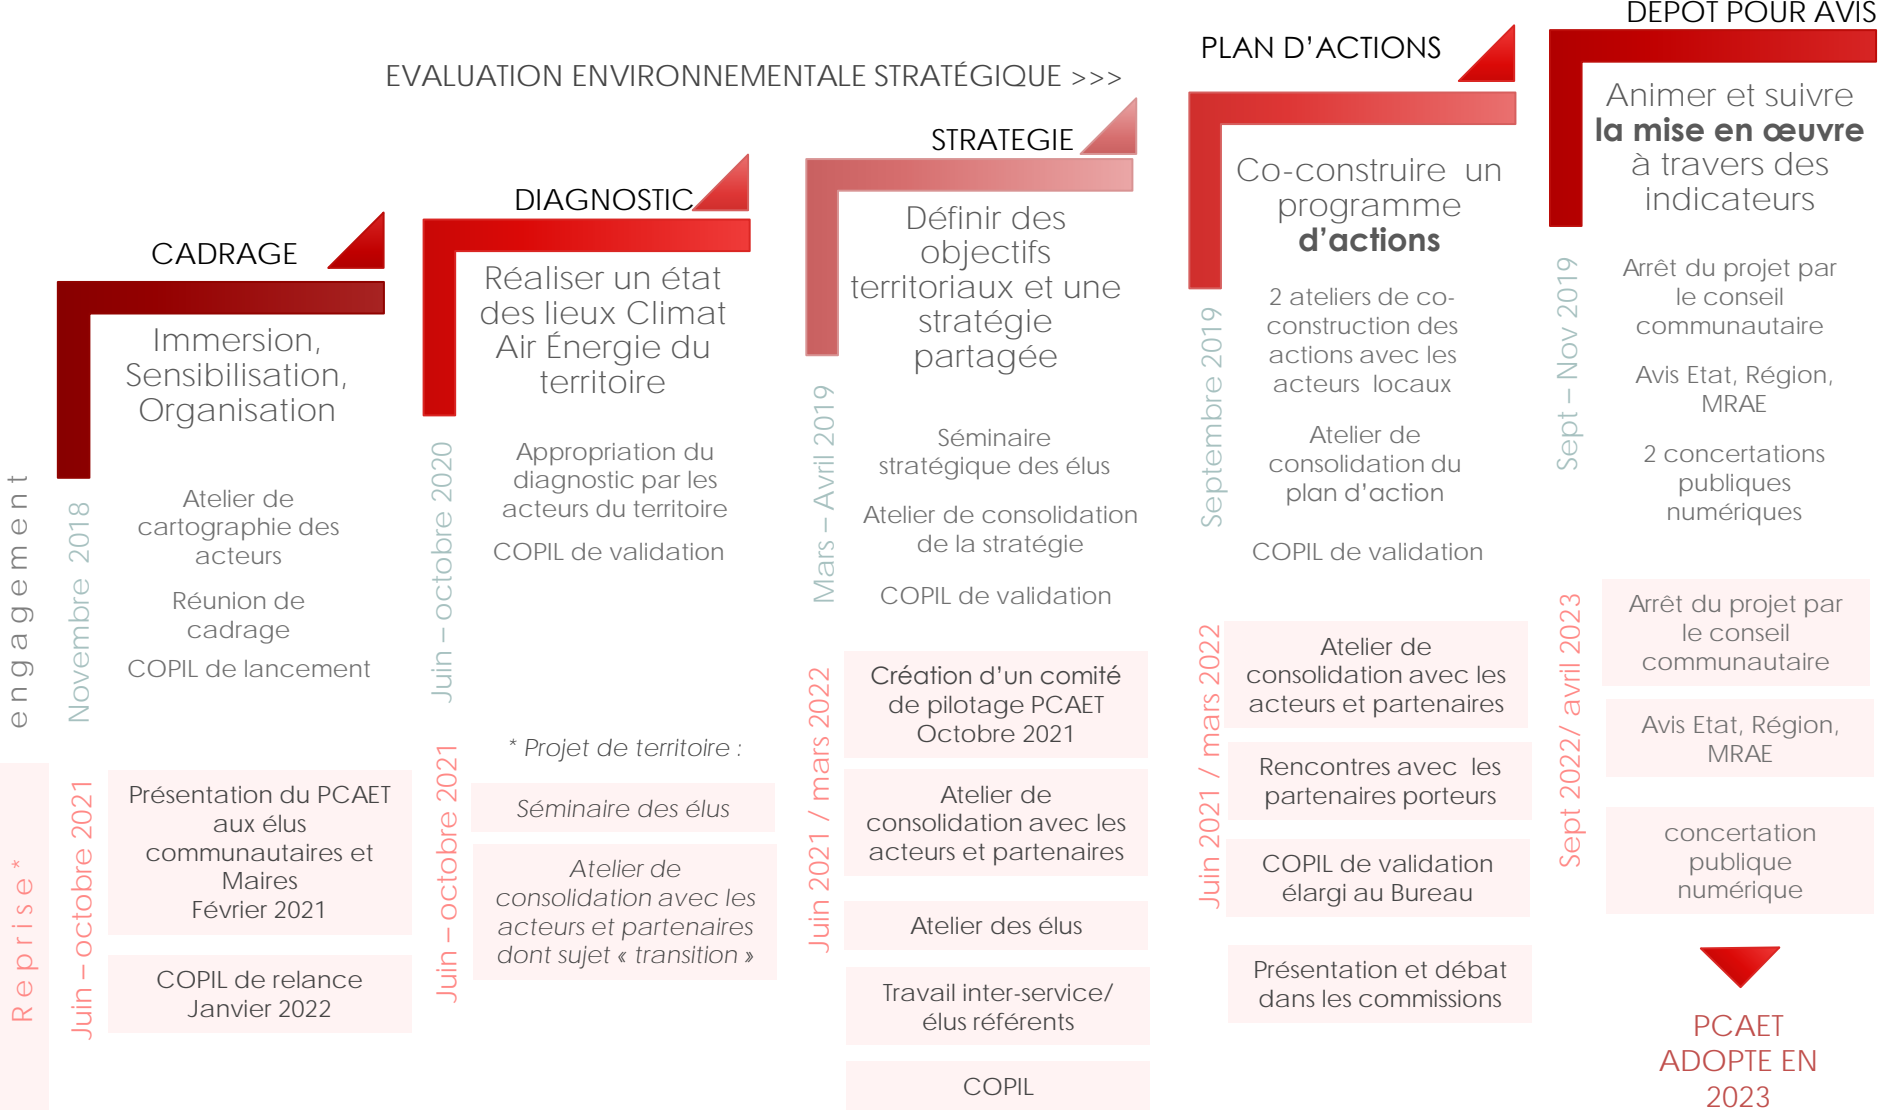 EVALUATION ENVIRONNEMENTALE STRATÉGIQUE >>>
engagement
Reprise*
CADRAGE
Immersion,
Sensibilisation,
Organisation
Novembre 2018
Atelier de
cartographie des
acteurs
Réunion de
cadrage
COPIL de lancement
Juin – octobre 2021
Présentation du PCAET
aux élus
communautaires et
Maires
Février 2021
COPIL de relance
Janvier 2022
DIAGNOSTIC
Réaliser un état
des lieux Climat
Air Énergie du
territoire
Juin – octobre 2020
Appropriation du
diagnostic par les
acteurs du territoire
COPIL de validation
Juin – octobre 2021
* Projet de territoire :
Séminaire des élus
Atelier de
consolidation avec les
acteurs et partenaires
dont sujet « transition »
STRATEGIE
Définir des
objectifs
territoriaux et une
stratégie
partagée
Mars – Avril 2019
Séminaire
stratégique des élus
Atelier de consolidation
de la stratégie
COPIL de validation
Juin 2021 / mars 2022
Création d’un comité
de pilotage PCAET
Octobre 2021
Atelier de
consolidation avec les
acteurs et partenaires
Atelier des élus
Travail inter-service/
élus référents
COPIL
PLAN D’ACTIONS
Co-construire un
programme
d’actions
Septembre 2019
2 ateliers de co-
construction des
actions avec les
acteurs locaux
Atelier de
consolidation du
plan d’action
COPIL de validation
Juin 2021 / mars 2022
Atelier de
consolidation avec les
acteurs et partenaires
Rencontres avec les
partenaires porteurs
COPIL de validation
élargi au Bureau
Présentation et débat
dans les commissions
DEPOT POUR AVIS
Animer et suivre
la mise en œuvre
à travers des
indicateurs
Sept – Nov 2019
Arrêt du projet par
le conseil
communautaire
Avis Etat, Région,
MRAE
2 concertations
publiques
numériques
Sept 2022/ avril 2023
Arrêt du projet par
le conseil
communautaire
Avis Etat, Région,
MRAE
concertation
publique
numérique
PCAET
ADOPTE EN
2023